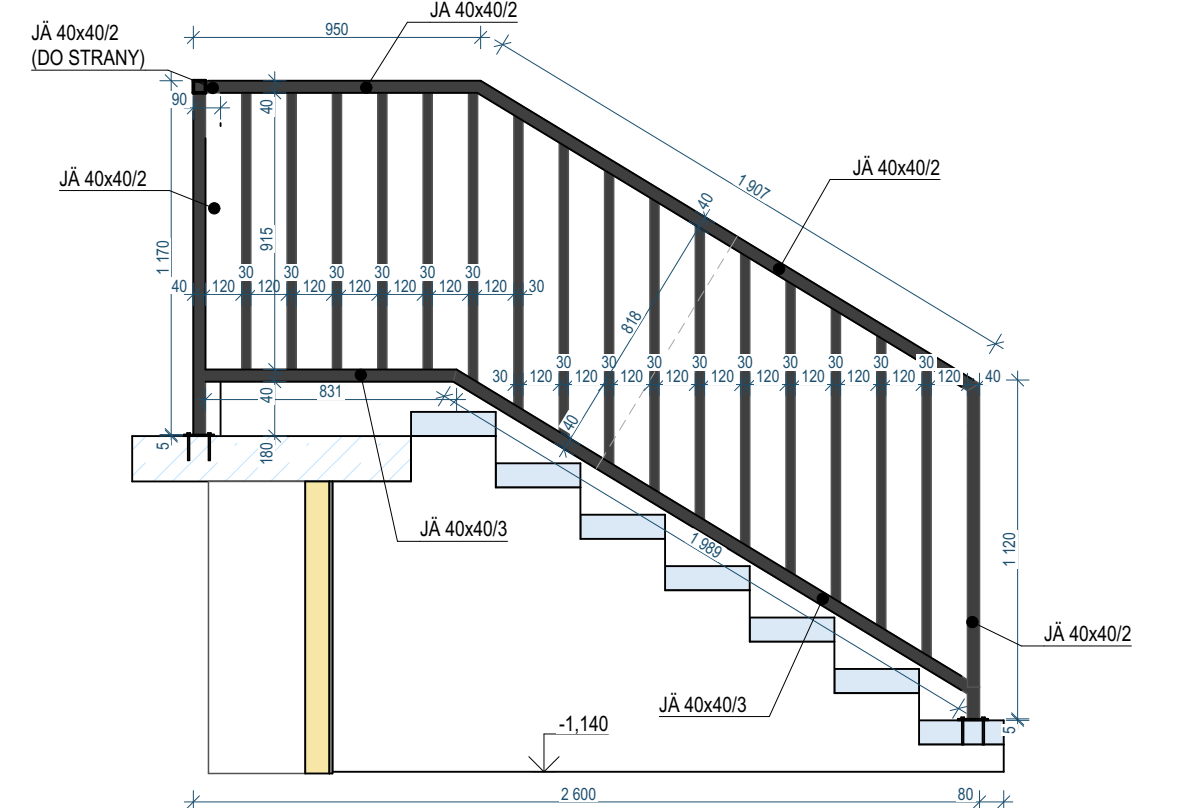 JÄ 40x40/2
950
JÄ 40x40/2
(DO STRANY)
90
40
1 907
JÄ 40x40/2
JÄ 40x40/2
40
1 170
915
818
30 30 30 30 30 30
40 120 120 120 120 120 120 120 30
30 30 30 30 30 30 30 30 30
30 120 120 120 120 120 120 120 120 120 120 40
831
40
40
5
180
JÄ 40x40/3
1 989
1 120
JÄ 40x40/2
JÄ 40x40/3
-1,140
5
2 600
80